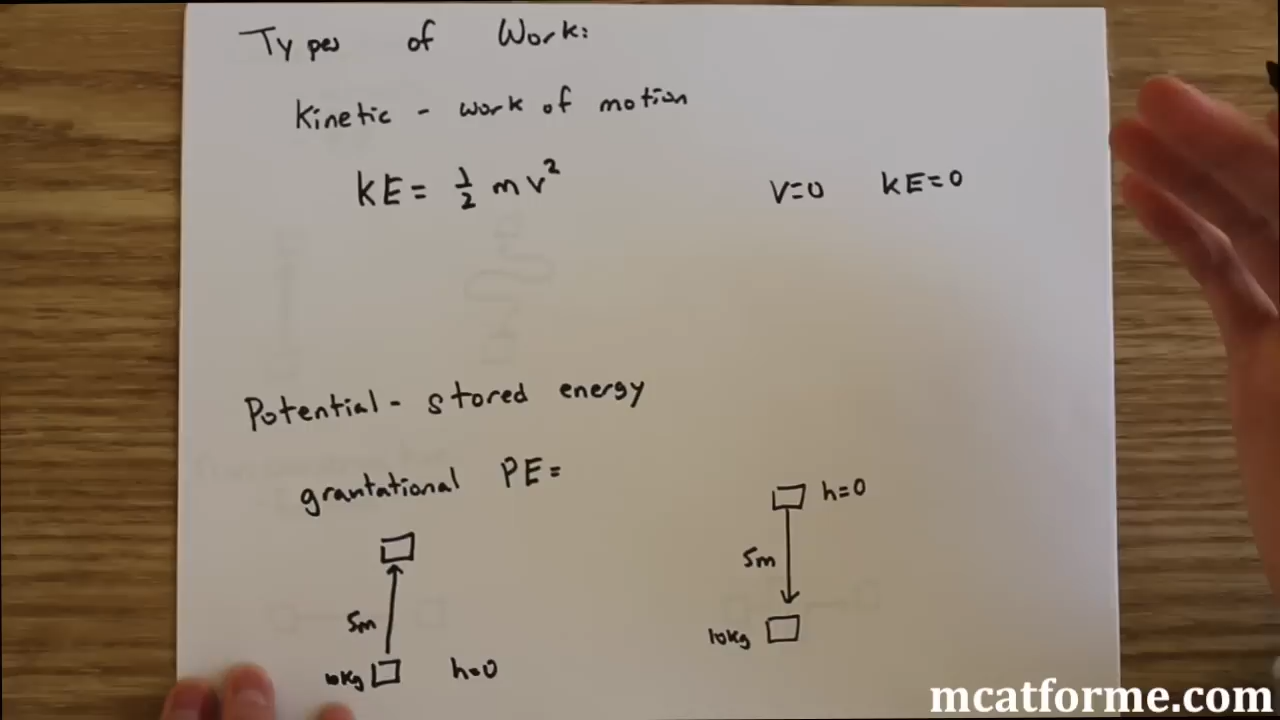 Types of Work:
Kinetic - work of motion
KE = 1/2 mv² v=0 KE=0
Potential - stored energy
gravitational PE=
h=0
5m
5m
10kg
10kg h=0
mcatforme.com